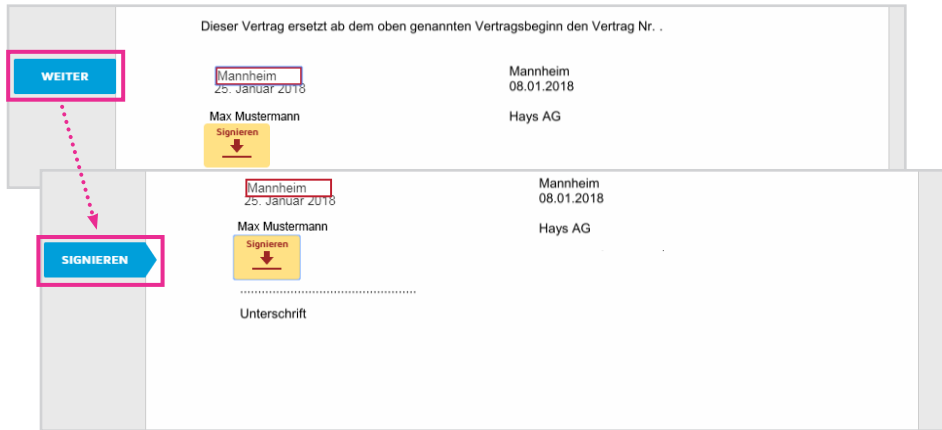 Dieser Vertrag ersetzt ab dem oben genannten Vertragsbeginn den Vertrag Nr. .
WEITER
Mannheim
25. Januar 2018
Mannheim
08.01.2018
Max Mustermann
Hays AG
Signieren
Mannheim
25. Januar 2018
Mannheim
08.01.2018
Max Mustermann
Hays AG
SIGNIEREN
Signieren
.................................................
Unterschrift